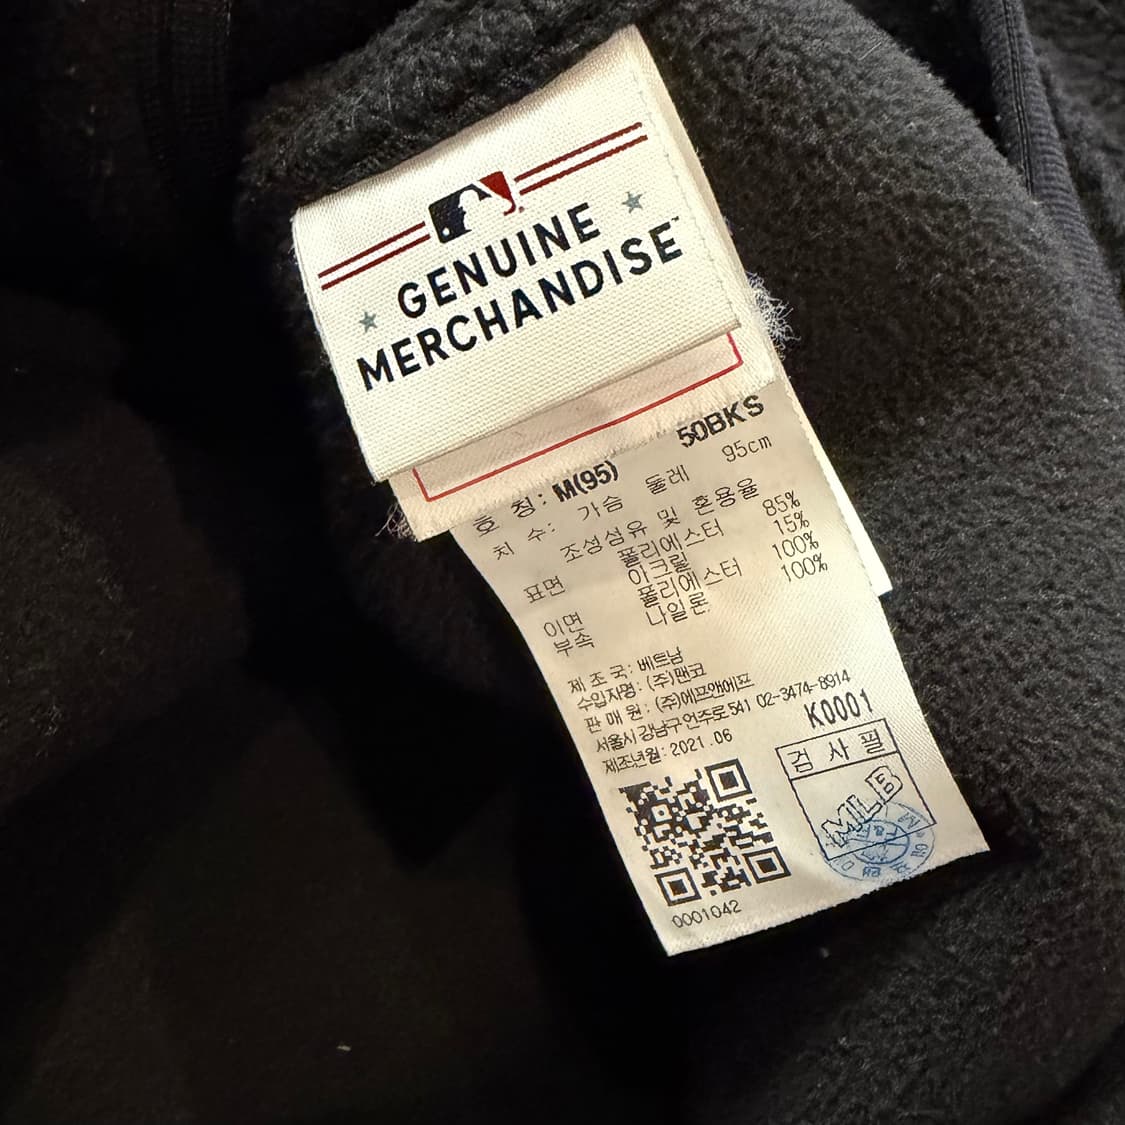 GENUINE
MERCHANDISE™
50BKS
호 칭: M(95)
치 수: 가슴 둘레 95cm
조성섬유 및 혼용율
표면 폴리에스터 85%
아크릴 15%
이면 폴리에스터 100%
부속 나일론 100%
제 조 국: 베트남
수입자명: (주)맨코
판 매 원: (주)에프앤에프
서울시 강남구 언주로 541 02-3474-8914
제조년월: 2021.06
K0001
검 사 필
MLB
0001042